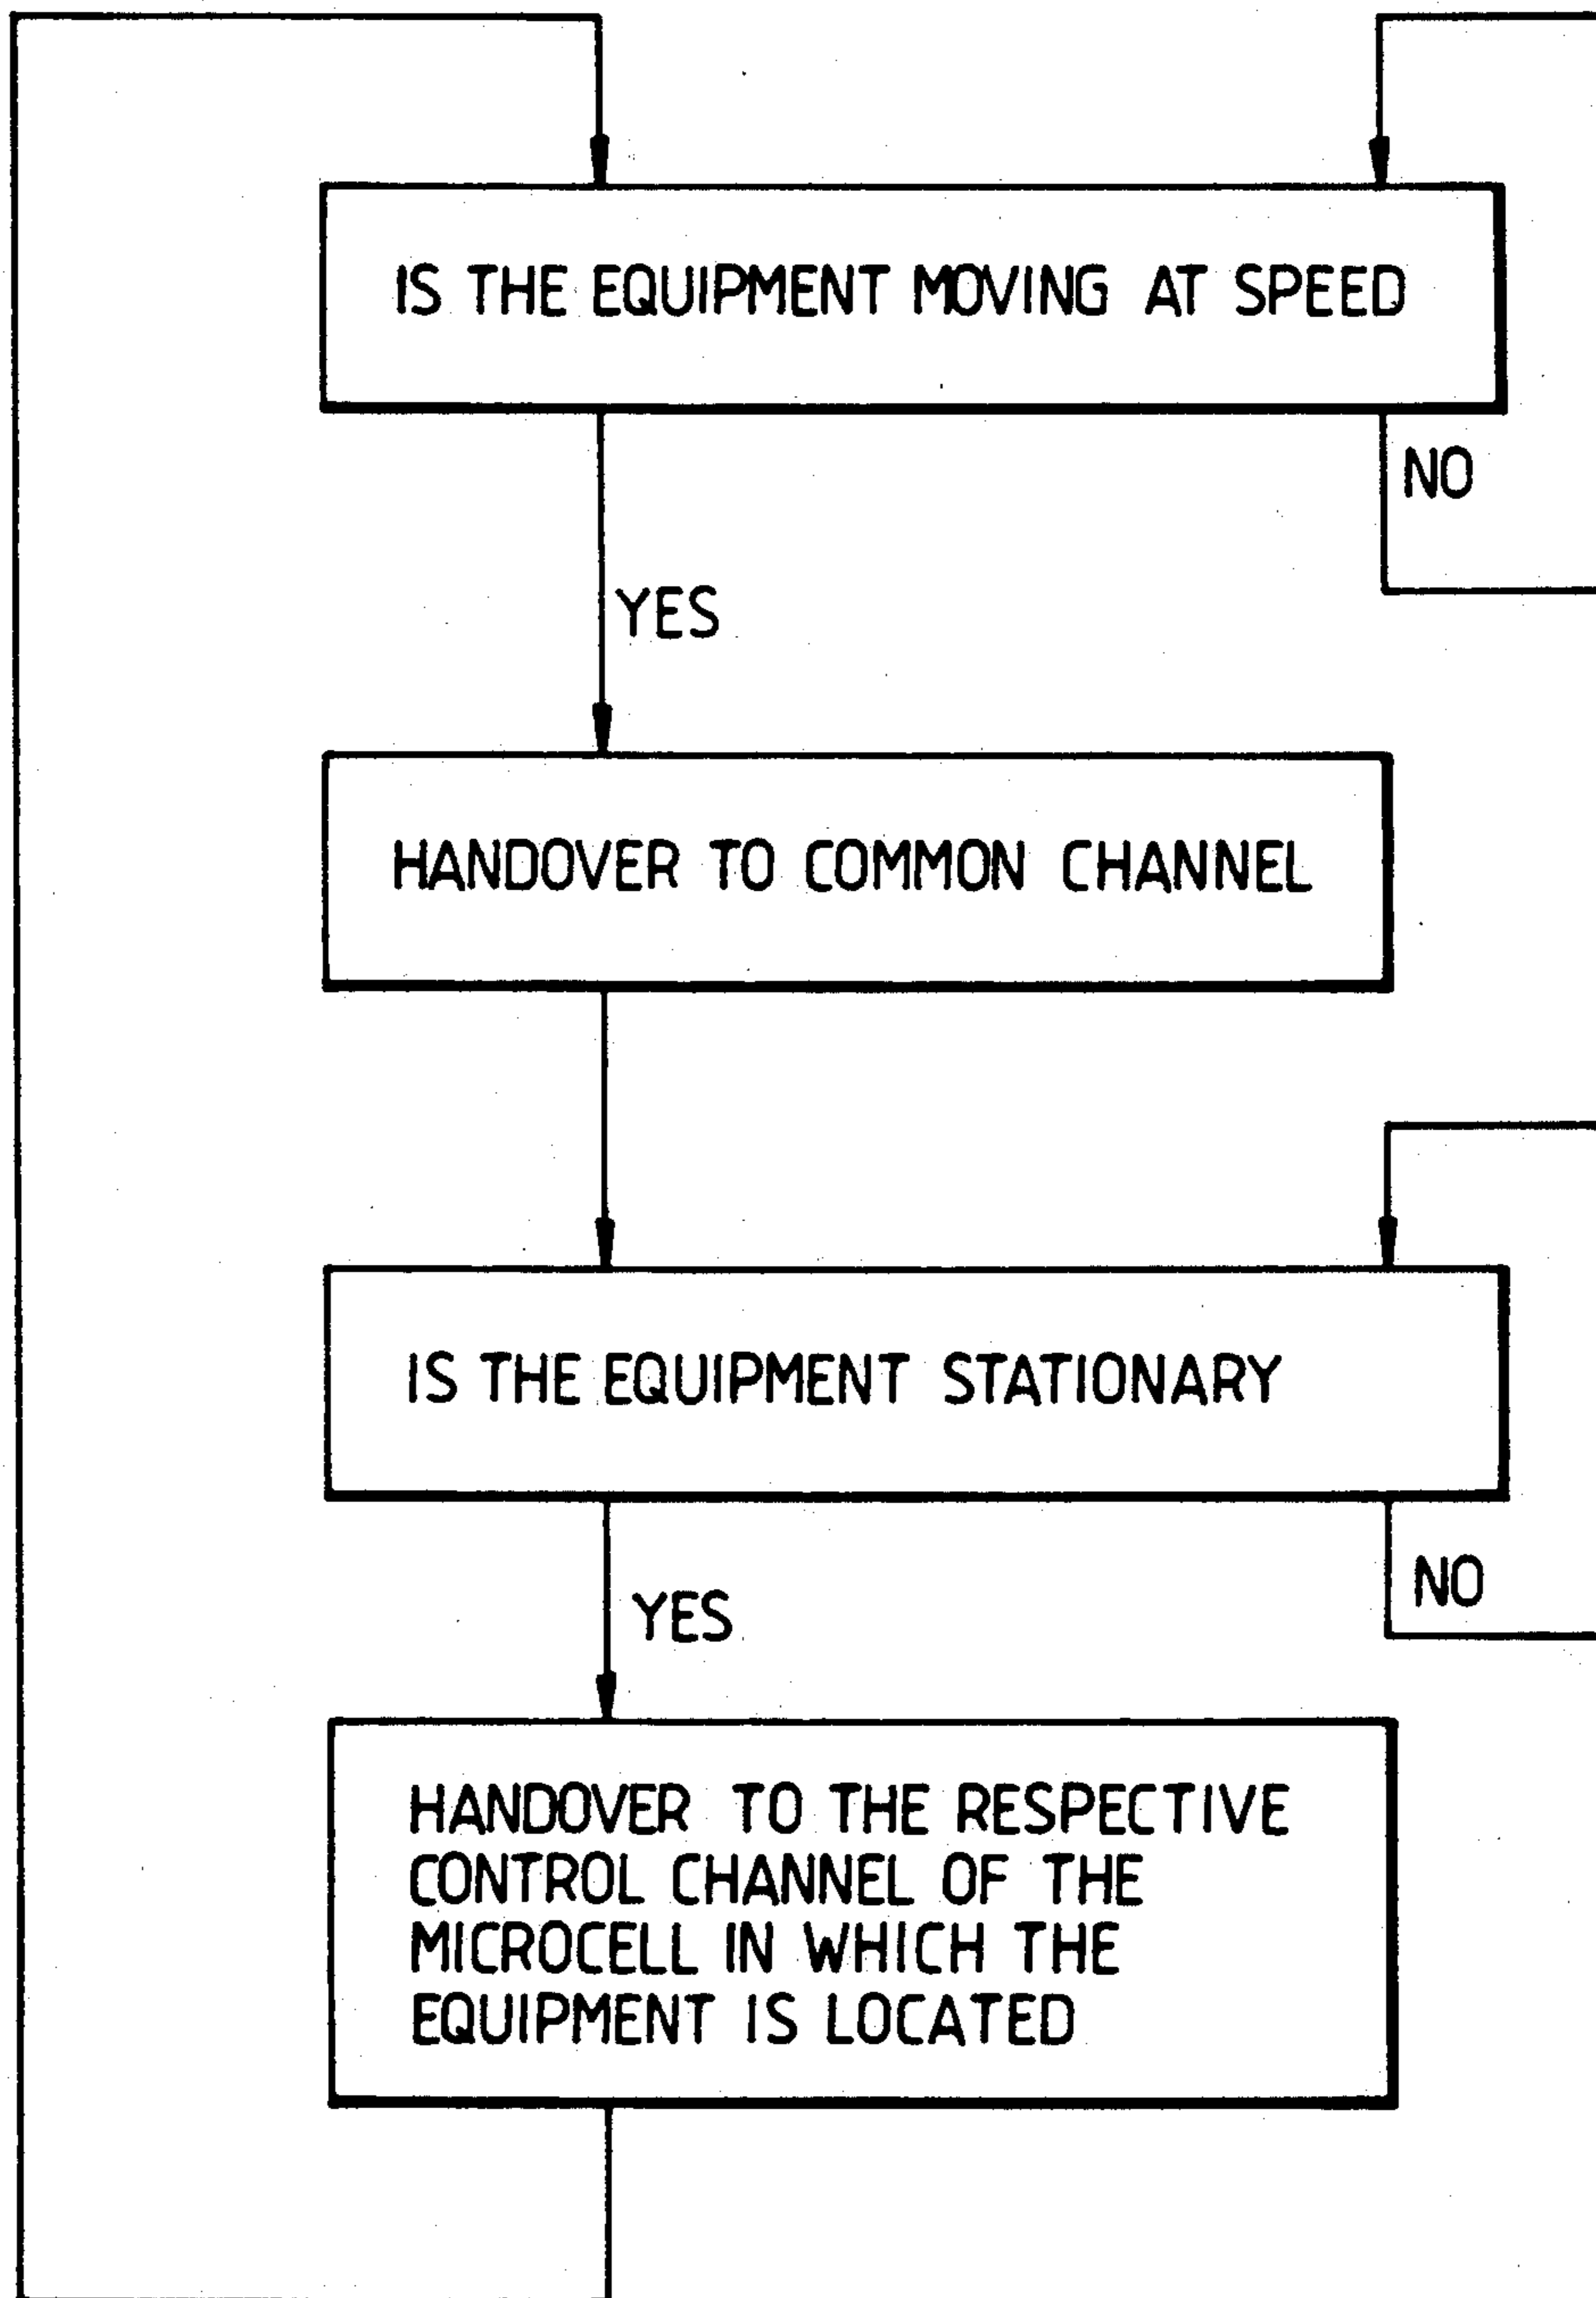 IS THE EQUIPMENT MOVING AT SPEED
NO
YES
HANDOVER TO COMMON CHANNEL
IS THE EQUIPMENT STATIONARY
NO
YES
HANDOVER TO THE RESPECTIVE
CONTROL CHANNEL OF THE
MICROCELL IN WHICH THE
EQUIPMENT IS LOCATED